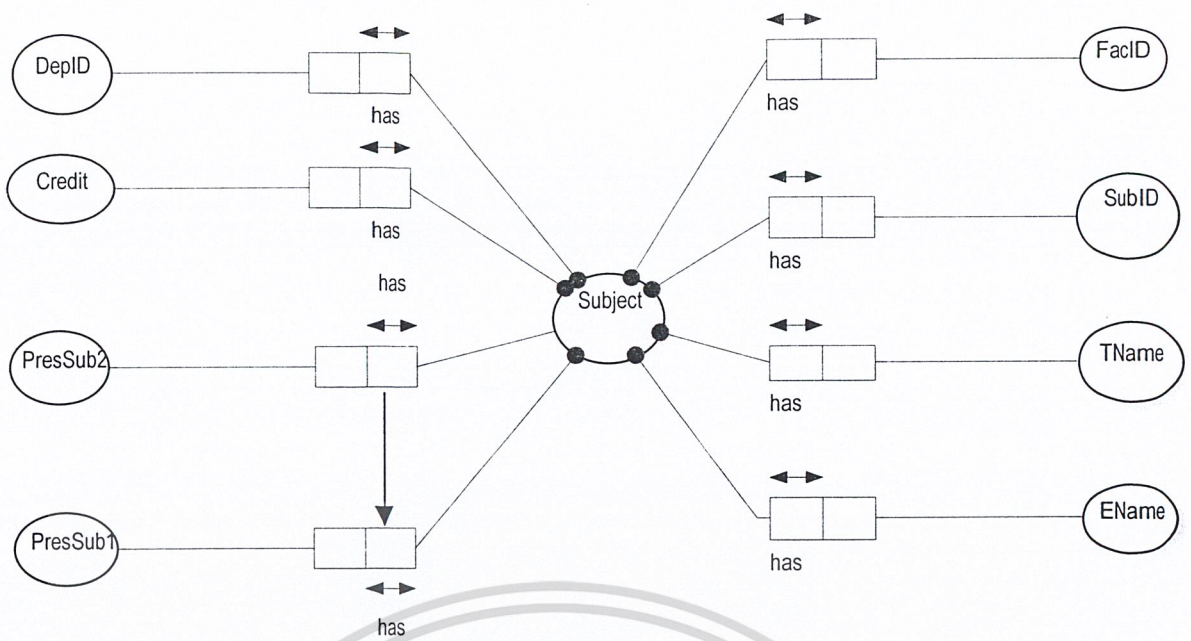 DepID
FacID
has
has
Credit
SubID
has
has
has
Subject
PresSub2
TName
has
PresSub1
EName
has
has